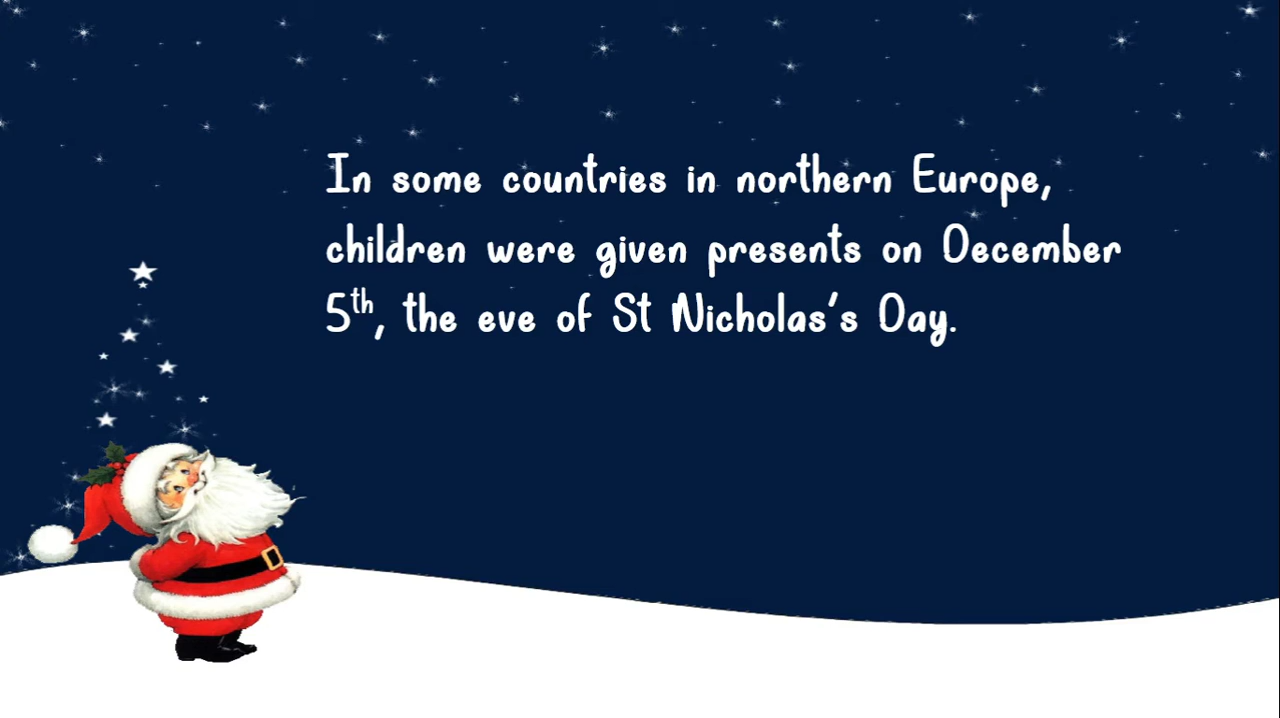 In some countries in northern Europe,
children were given presents on December
5th, the eve of St Nicholas's Day.